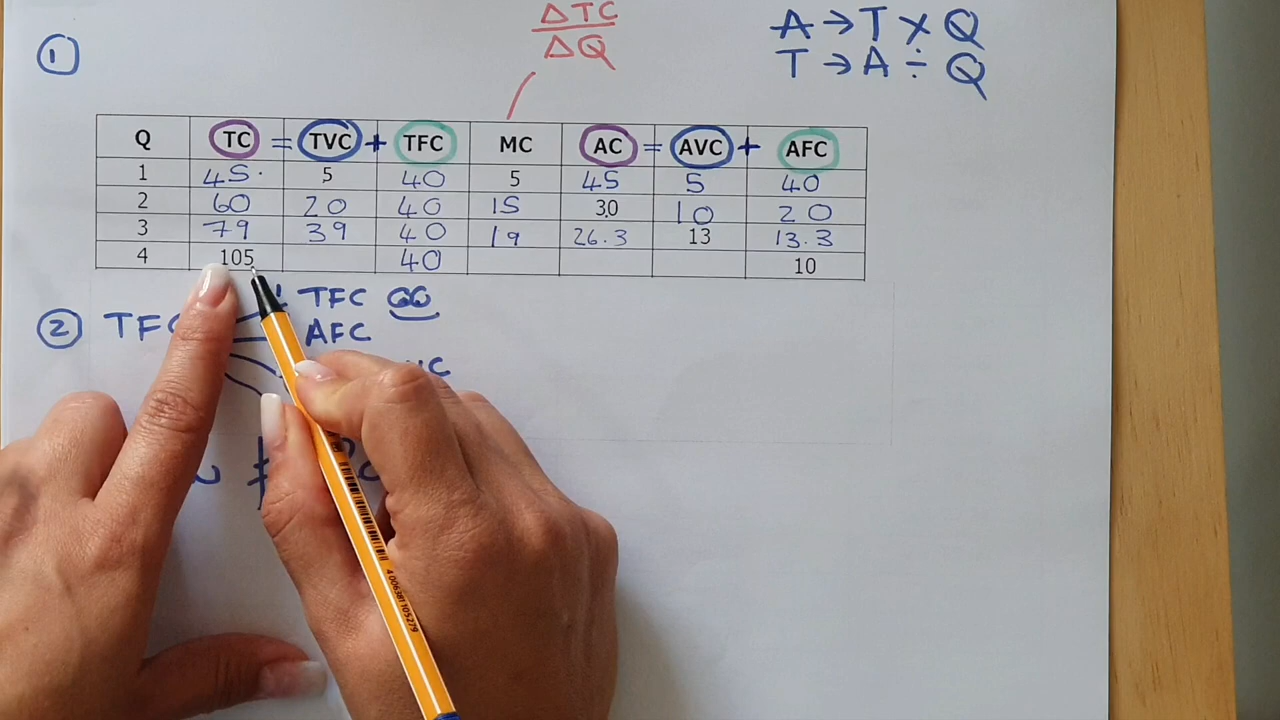 ΔTC
ΔQ
① A → T × Q
T → A ÷ Q
Q TC = TVC + TFC MC AC = AVC + AFC
1 45. 5 40 5 45 5 40
2 60 20 40 15 30 10 20
3 79 39 40 19 26.3 13 13.3
4 105 40 10
② TFC
TFC
AFC
4006381105279